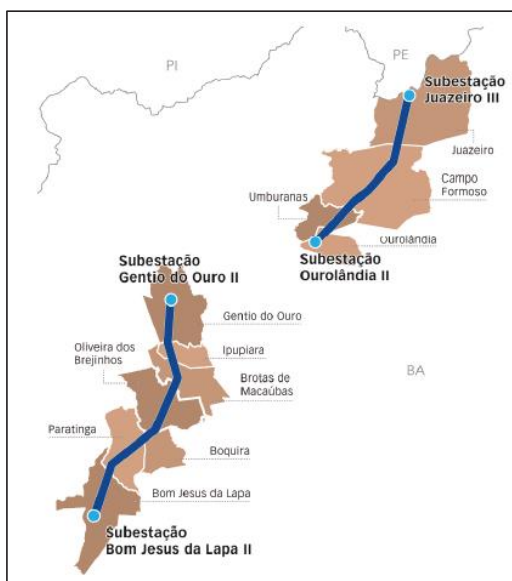 PI
PE
Subestação
Juazeiro III
Juazeiro
Campo
Formoso
Umburanas
Ourolândia
Subestação
Ourolândia II
Subestação
Gentio do Ouro II
Gentio do Ouro
Oliveira dos
Brejinhos
Ipupiara
BA
Brotas de
Macaúbas
Paratinga
Boquira
Bom Jesus da Lapa
Subestação
Bom Jesus da Lapa II